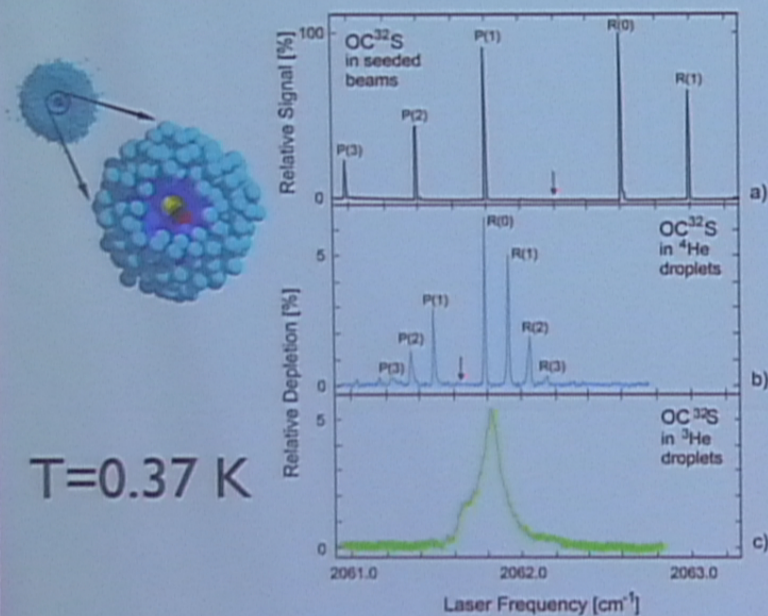 T=0.37 K
Relative Signal [%]
100
0
OC³²S
in seeded
beams
P(3)
P(2)
P(1)
R(0)
R(1)
a)
Relative Depletion [%]
5
0
OC³²S
in ⁴He
droplets
P(3)
P(2)
P(1)
R(0)
R(1)
R(2)
R(3)
b)
5
0
OC³²S
in ³He
droplets
c)
2061.0
2062.0
2063.0
Laser Frequency [cm⁻¹]